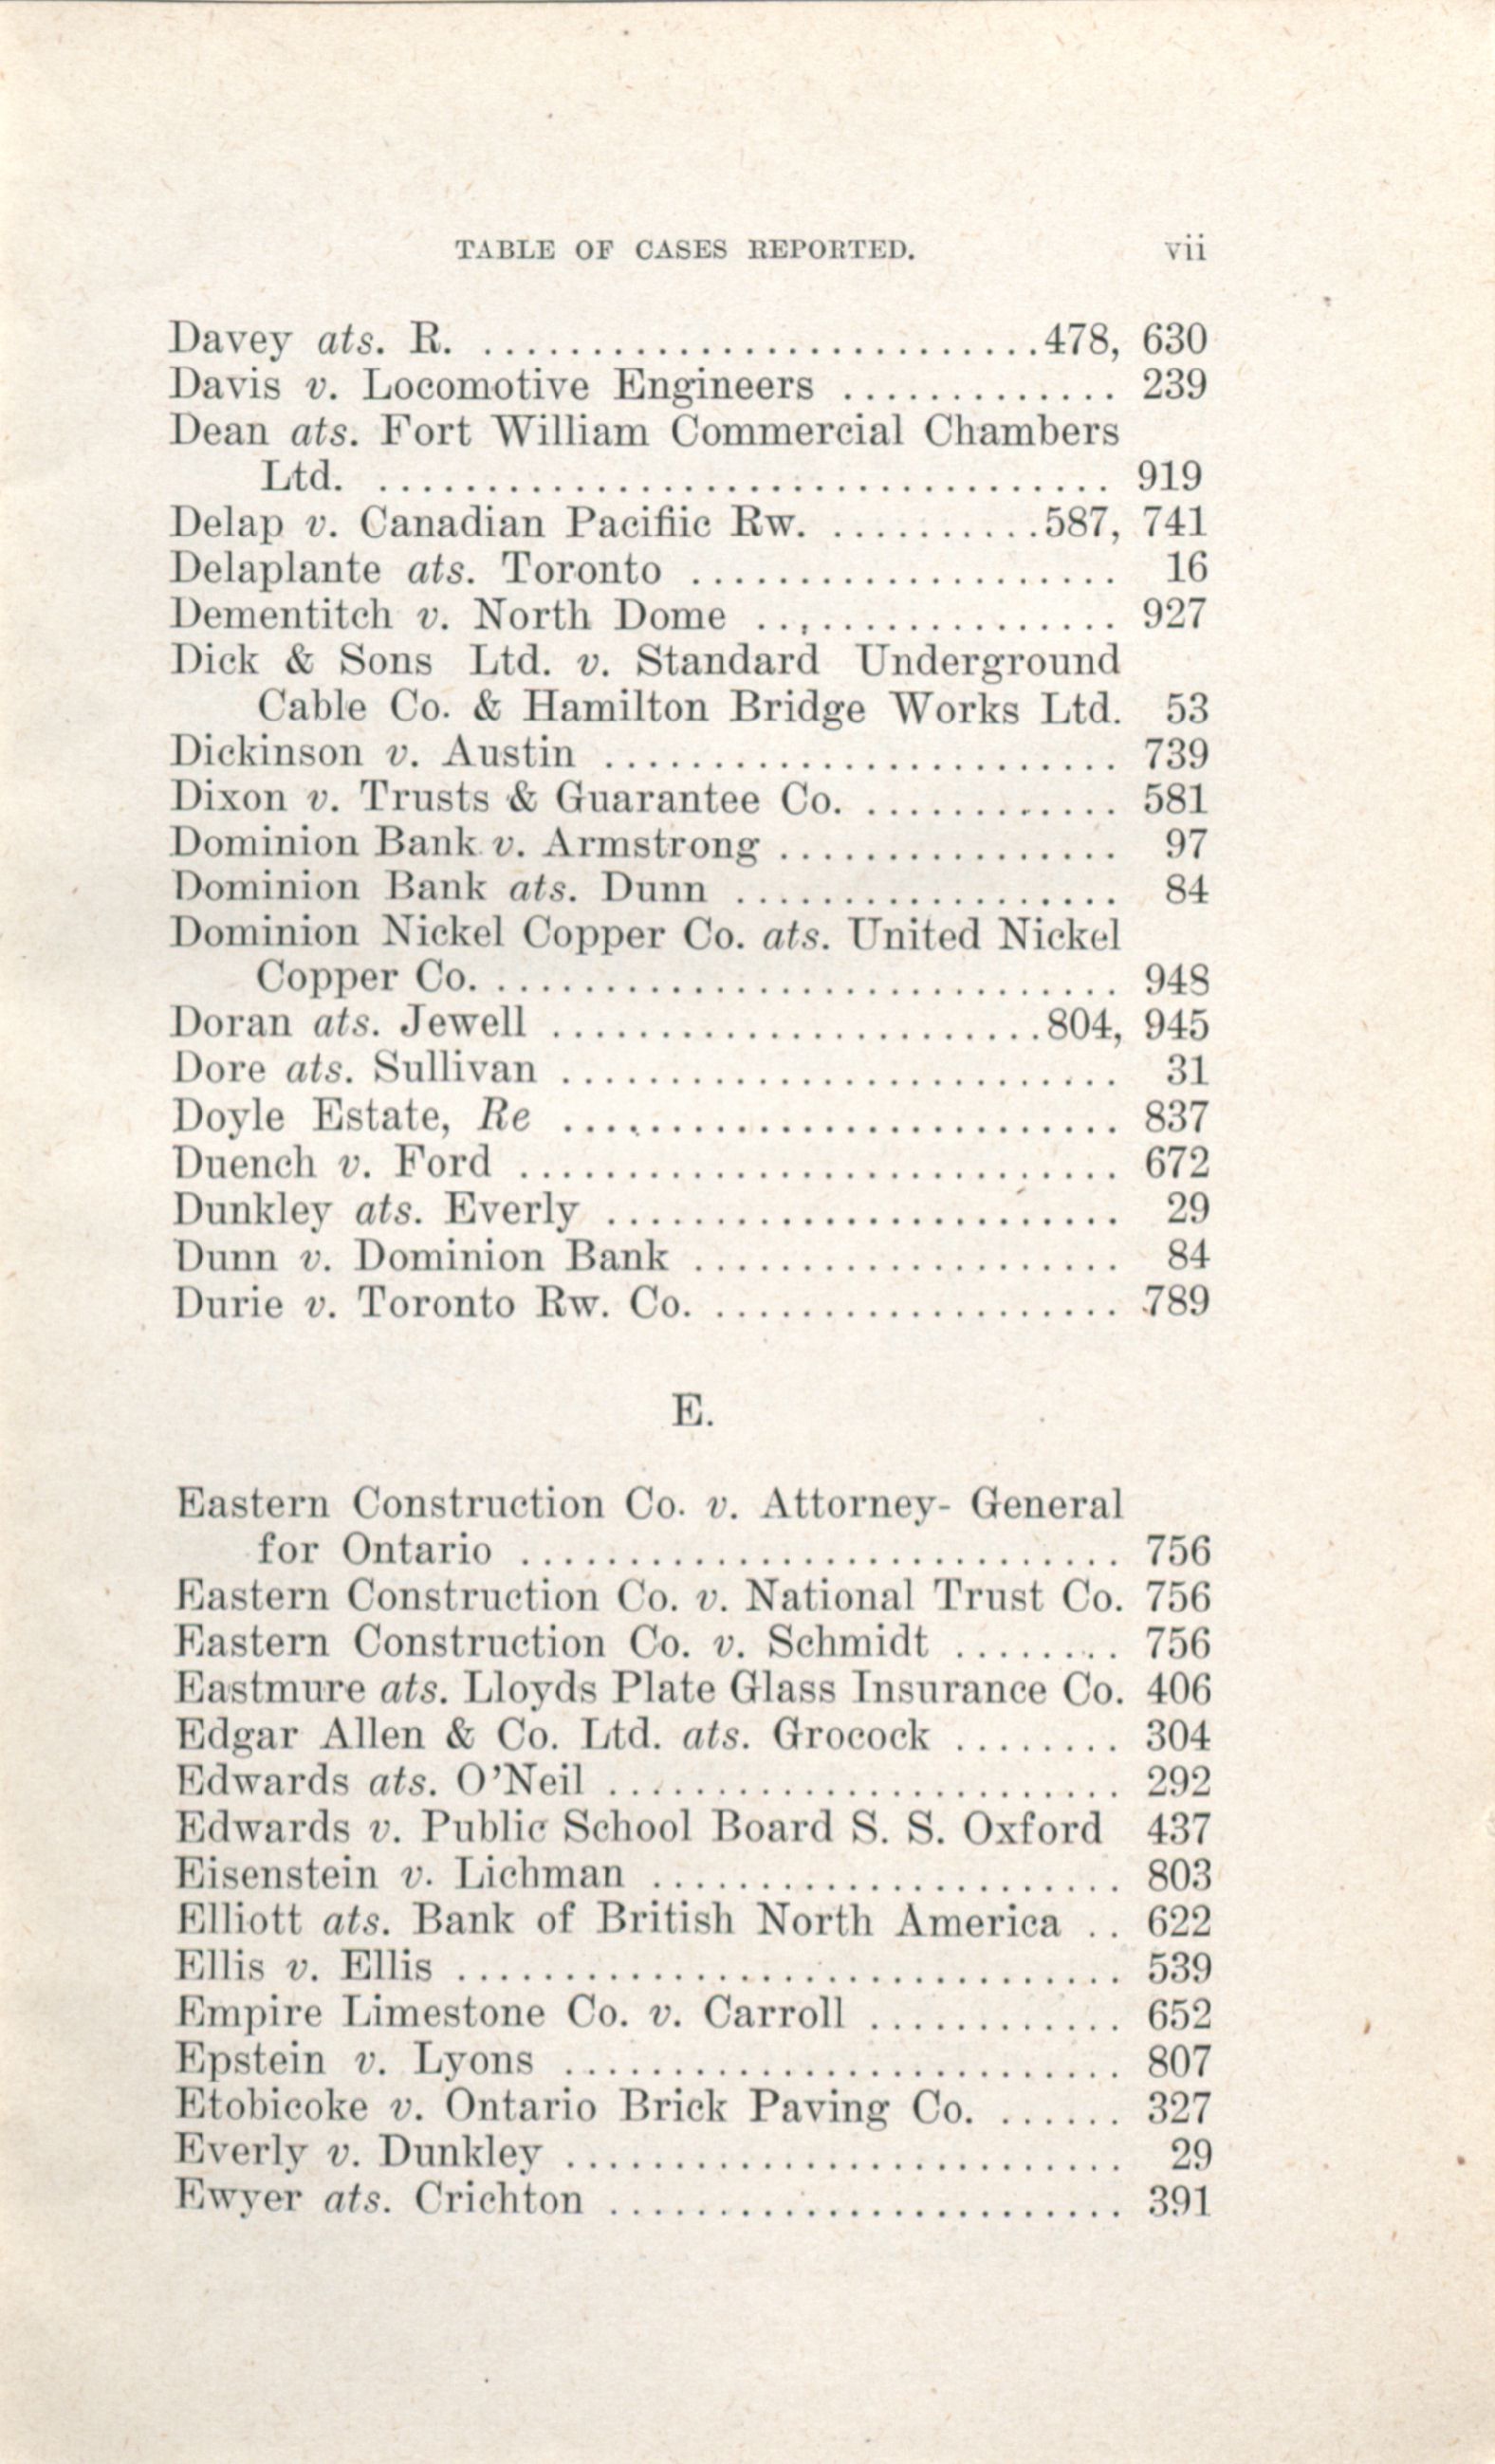 TABLE OF CASES REPORTED. vii
Davey ats. R. ..............................478, 630
Davis v. Locomotive Engineers ............. 239
Dean ats. Fort William Commercial Chambers
Ltd. ....................................... 919
Delap v. Canadian Pacifiic Rw. ...........587, 741
Delaplante ats. Toronto .................... 16
Dementitch v. North Dome .................. 927
Dick & Sons Ltd. v. Standard Underground
Cable Co. & Hamilton Bridge Works Ltd. 53
Dickinson v. Austin ........................ 739
Dixon v. Trusts & Guarantee Co. ............ 581
Dominion Bank v. Armstrong ................ 97
Dominion Bank ats. Dunn .................. 84
Dominion Nickel Copper Co. ats. United Nickel
Copper Co. .............................. 948
Doran ats. Jewell ........................804, 945
Dore ats. Sullivan .......................... 31
Doyle Estate, Re .......................... 837
Duench v. Ford ............................ 672
Dunkley ats. Everly ........................ 29
Dunn v. Dominion Bank .................... 84
Durie v. Toronto Rw. Co. ................... 789
E.
Eastern Construction Co. v. Attorney- General
for Ontario ............................ 756
Eastern Construction Co. v. National Trust Co. 756
Eastern Construction Co. v. Schmidt ........ 756
Eastmure ats. Lloyds Plate Glass Insurance Co. 406
Edgar Allen & Co. Ltd. ats. Grocock ........ 304
Edwards ats. O'Neil ........................ 292
Edwards v. Public School Board S. S. Oxford 437
Eisenstein v. Lichman ...................... 803
Elliott ats. Bank of British North America .. 622
Ellis v. Ellis ............................... 539
Empire Limestone Co. v. Carroll ............ 652
Epstein v. Lyons .......................... 807
Etobicoke v. Ontario Brick Paving Co. ...... 327
Everly v. Dunkley .......................... 29
Ewyer ats. Crichton ........................ 391